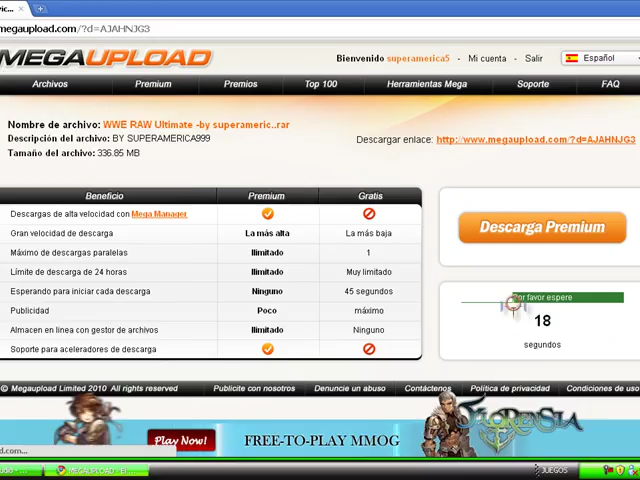 megaupload.com/?d=AJAHNJG3
MEGAUPLOAD
Bienvenido superamerica5 - Mi cuenta - Salir
Español
Archivos Premium Premios Top 100 Herramientas Mega Soporte FAQ
Nombre de archivo: WWE RAW Ultimate -by superameric..rar
Descripción del archivo: BY SUPERAMERICA999
Tamaño del archivo: 336.85 MB
Descargar enlace: http://www.megaupload.com/?d=AJAHNJG3
Beneficio Premium Gratis
Descargas de alta velocidad con Mega Manager
Gran velocidad de descarga La más alta La más baja
Máximo de descargas paralelas Ilimitado 1
Límite de descarga de 24 horas Ilimitado Muy limitado
Esperando para iniciar cada descarga Ninguno 45 segundos
Publicidad Poco máximo
Almacen en linea con gestor de archivos Ilimitado Ninguno
Soporte para aceleradores de descarga
Descarga Premium
Por favor espere
18
segundos
© Megaupload Limited 2010 All rights reserved Publicite con nosotros Denuncie un abuso Contáctenos Política de privacidad Condiciones de uso
Play Now!
FREE-TO-PLAY MMOG
FLORENSIA
d.com...
MEGAUPLOAD - El ...
JUEGOS